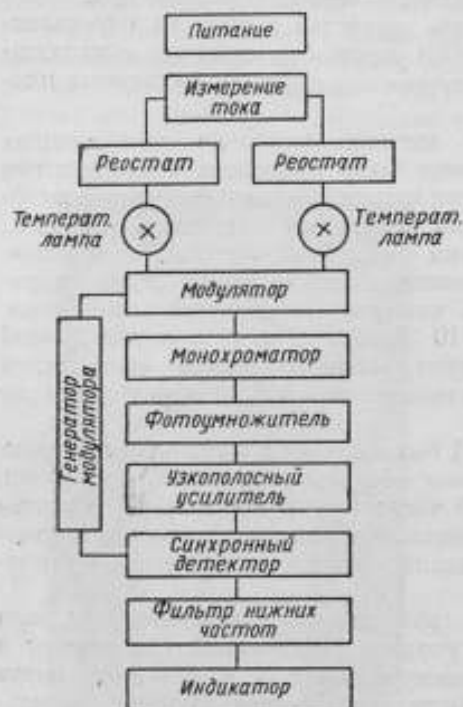 Питание
Измерение
тока
Реостат
Реостат
Температ.
лампа
Температ.
лампа
Модулятор
Монохроматор
Генератор
модулятора
Фотоумножитель
Узкополосный
усилитель
Синхронный
детектор
Фильтр нижних
частот
Индикатор